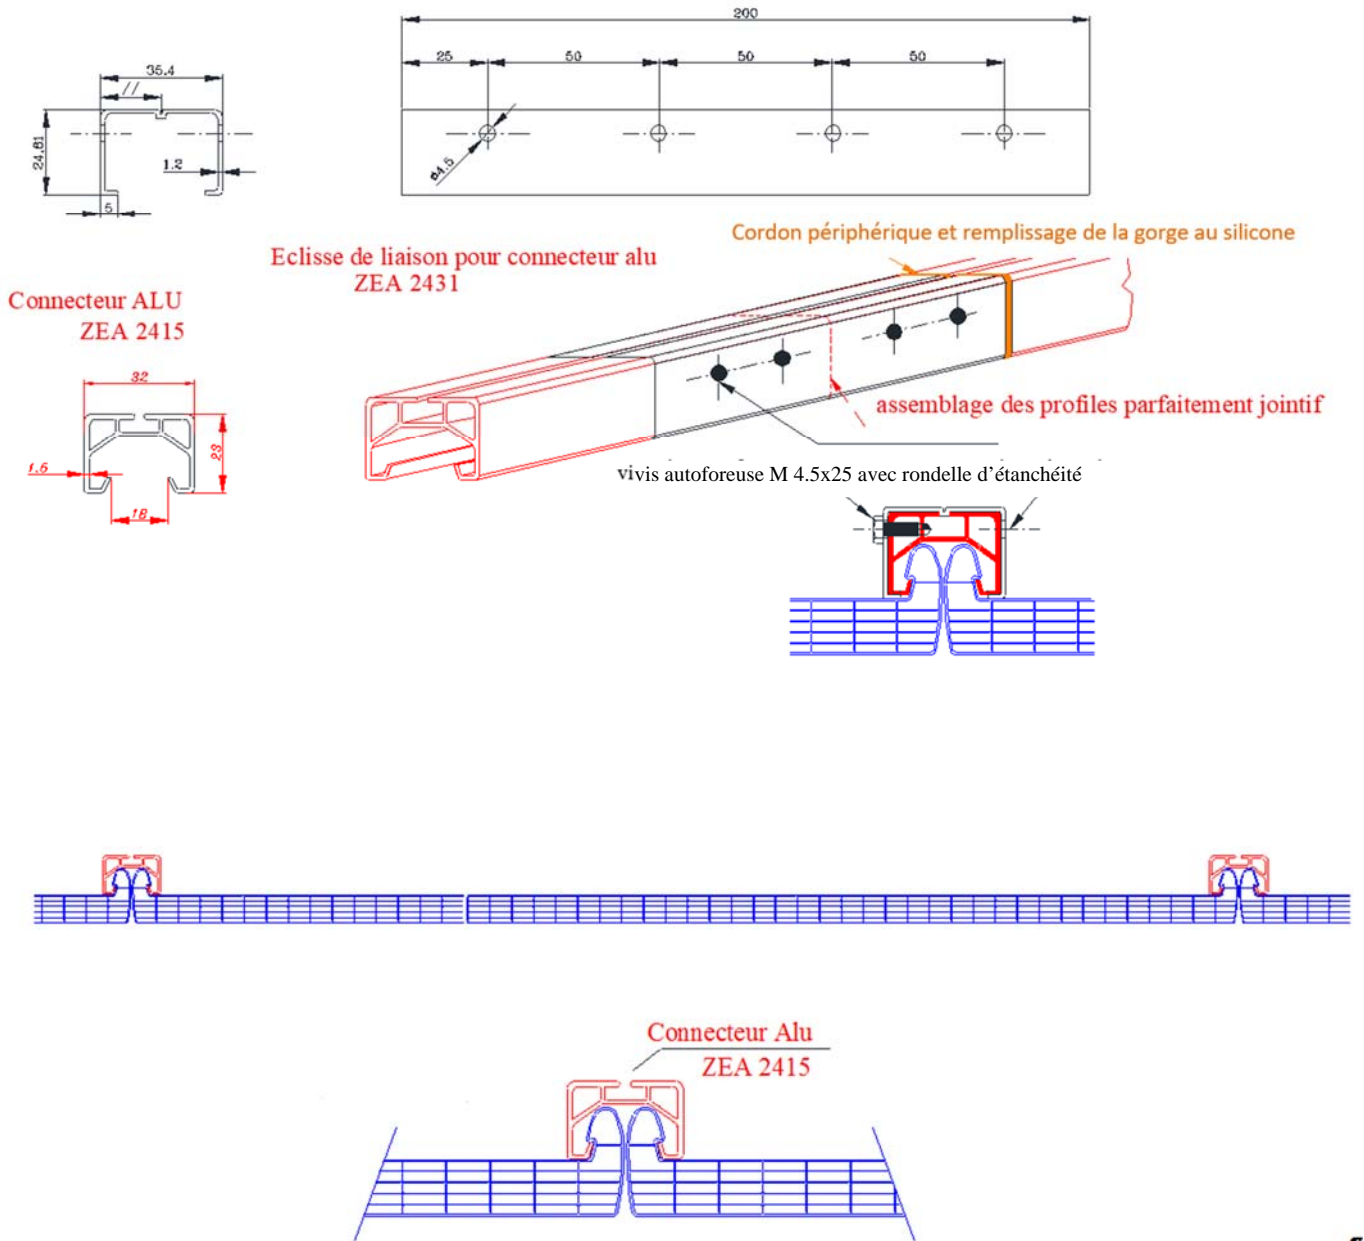 200
25 50 50 50
35.4
//
24.61
1.2
5
ø4.5
Cordon périphérique et remplissage de la gorge au silicone
Eclisse de liaison pour connecteur alu
ZEA 2431
Connecteur ALU
ZEA 2415
32
23
1.5
18
assemblage des profiles parfaitement jointif
vivis autoforeuse M 4.5x25 avec rondelle d’étanchéité
Connecteur Alu
ZEA 2415